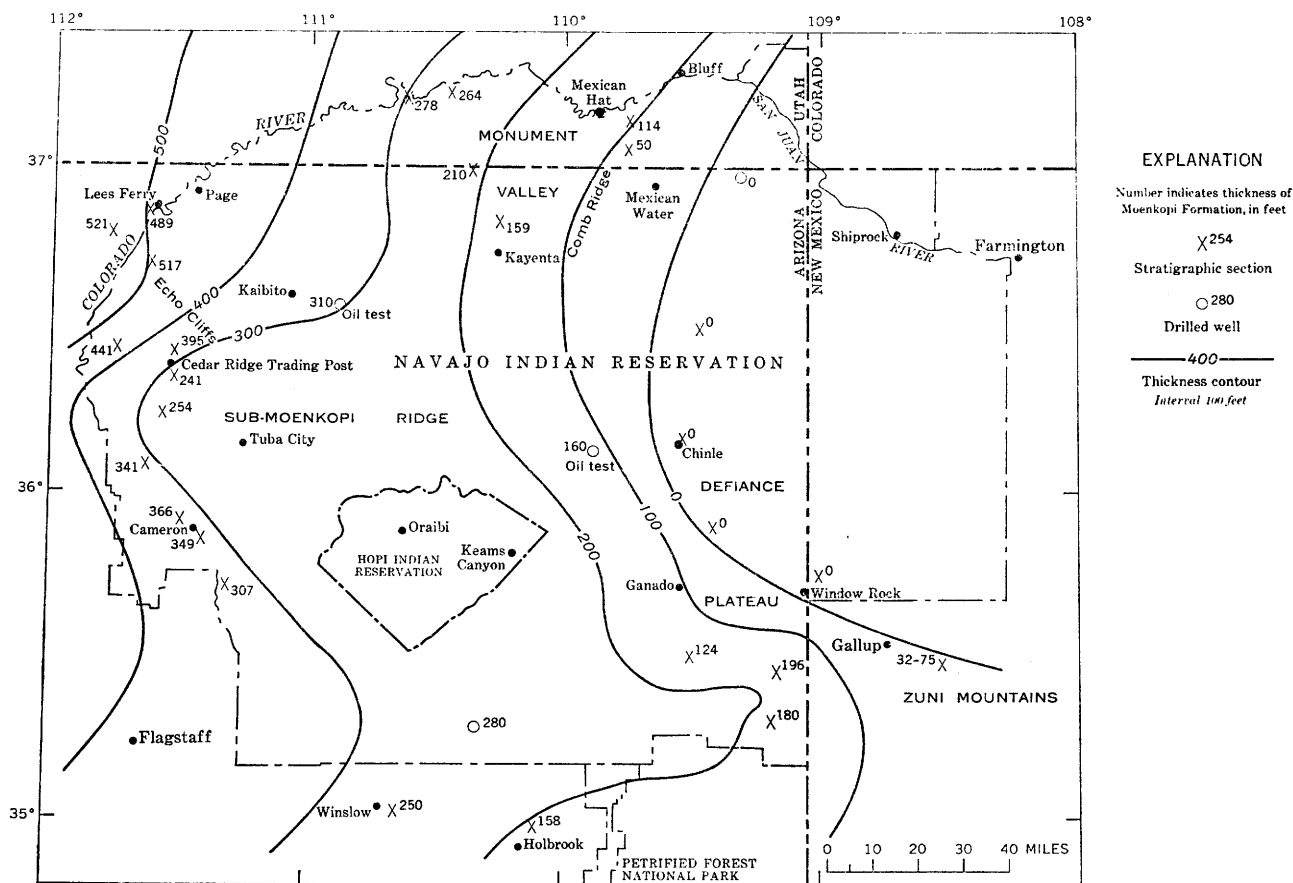 112°
111°
110°
109°
108°
500
RIVER
278
264
Mexican
Hat
Bluff
114
50
MONUMENT
SAN JUAN
UTAH
COLORADO
37°
210
VALLEY
Comb Ridge
Mexican
Water
0
Lees Ferry
Page
489
521
517
COLORADO
159
Kayenta
ARIZONA
NEW MEXICO
Shiprock
RIVER
Farmington
Echo Cliffs
400
Kaibito
310
Oil test
300
441
395
Cedar Ridge Trading Post
241
254
0
NAVAJO INDIAN RESERVATION
SUB-MOENKOPI RIDGE
Tuba City
160
Oil test
0
Chinle
341
36°
DEFIANCE
0
100
0
366
Cameron
349
Oraibi
Keams
Canyon
HOPI INDIAN
RESERVATION
200
307
Ganado
PLATEAU
0
Window Rock
Gallup
32-75
124
196
180
ZUNI MOUNTAINS
Flagstaff
280
35°
Winslow
250
158
Holbrook
PETRIFIED FOREST
NATIONAL PARK
0 10 20 30 40 MILES
EXPLANATION
Number indicates thickness of
Moenkopi Formation, in feet
254
Stratigraphic section
280
Drilled well
400
Thickness contour
Interval 100 feet